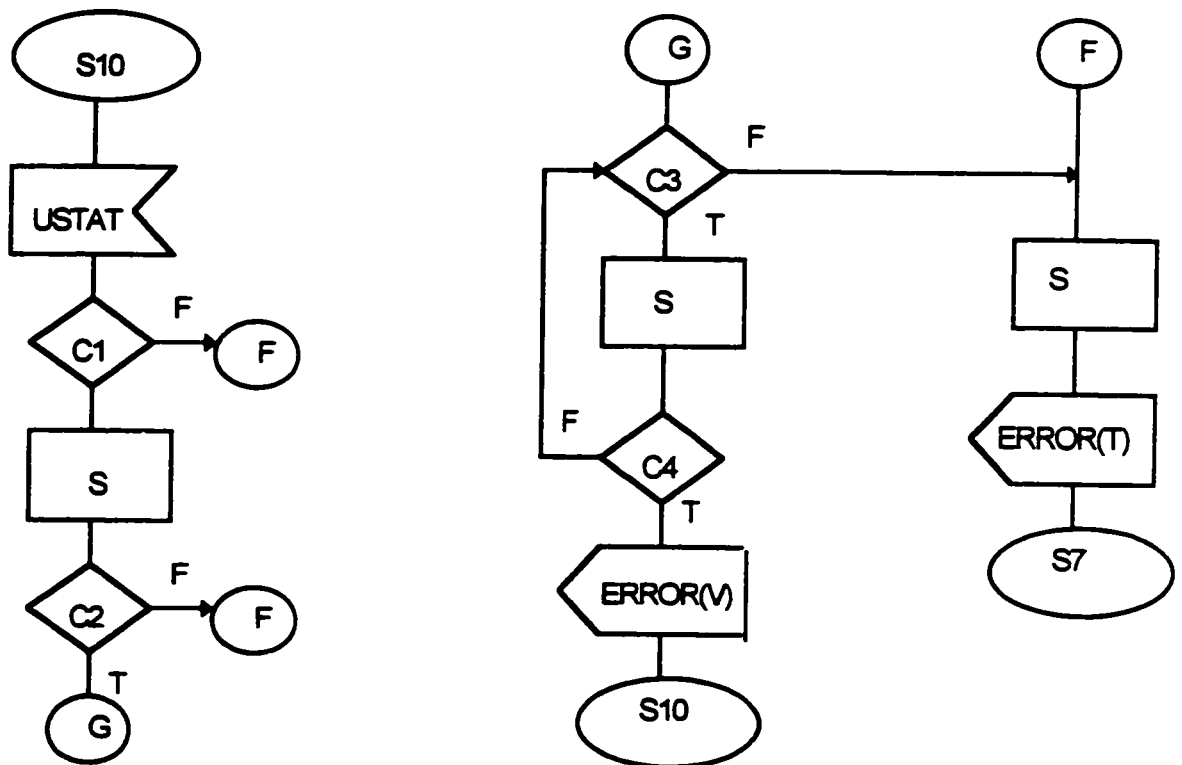 S10
USTAT
C1
F
F
S
C2
F
F
T
G
G
C3
F
T
S
F
C4
T
ERROR(V)
S10
F
S
ERROR(T)
S7